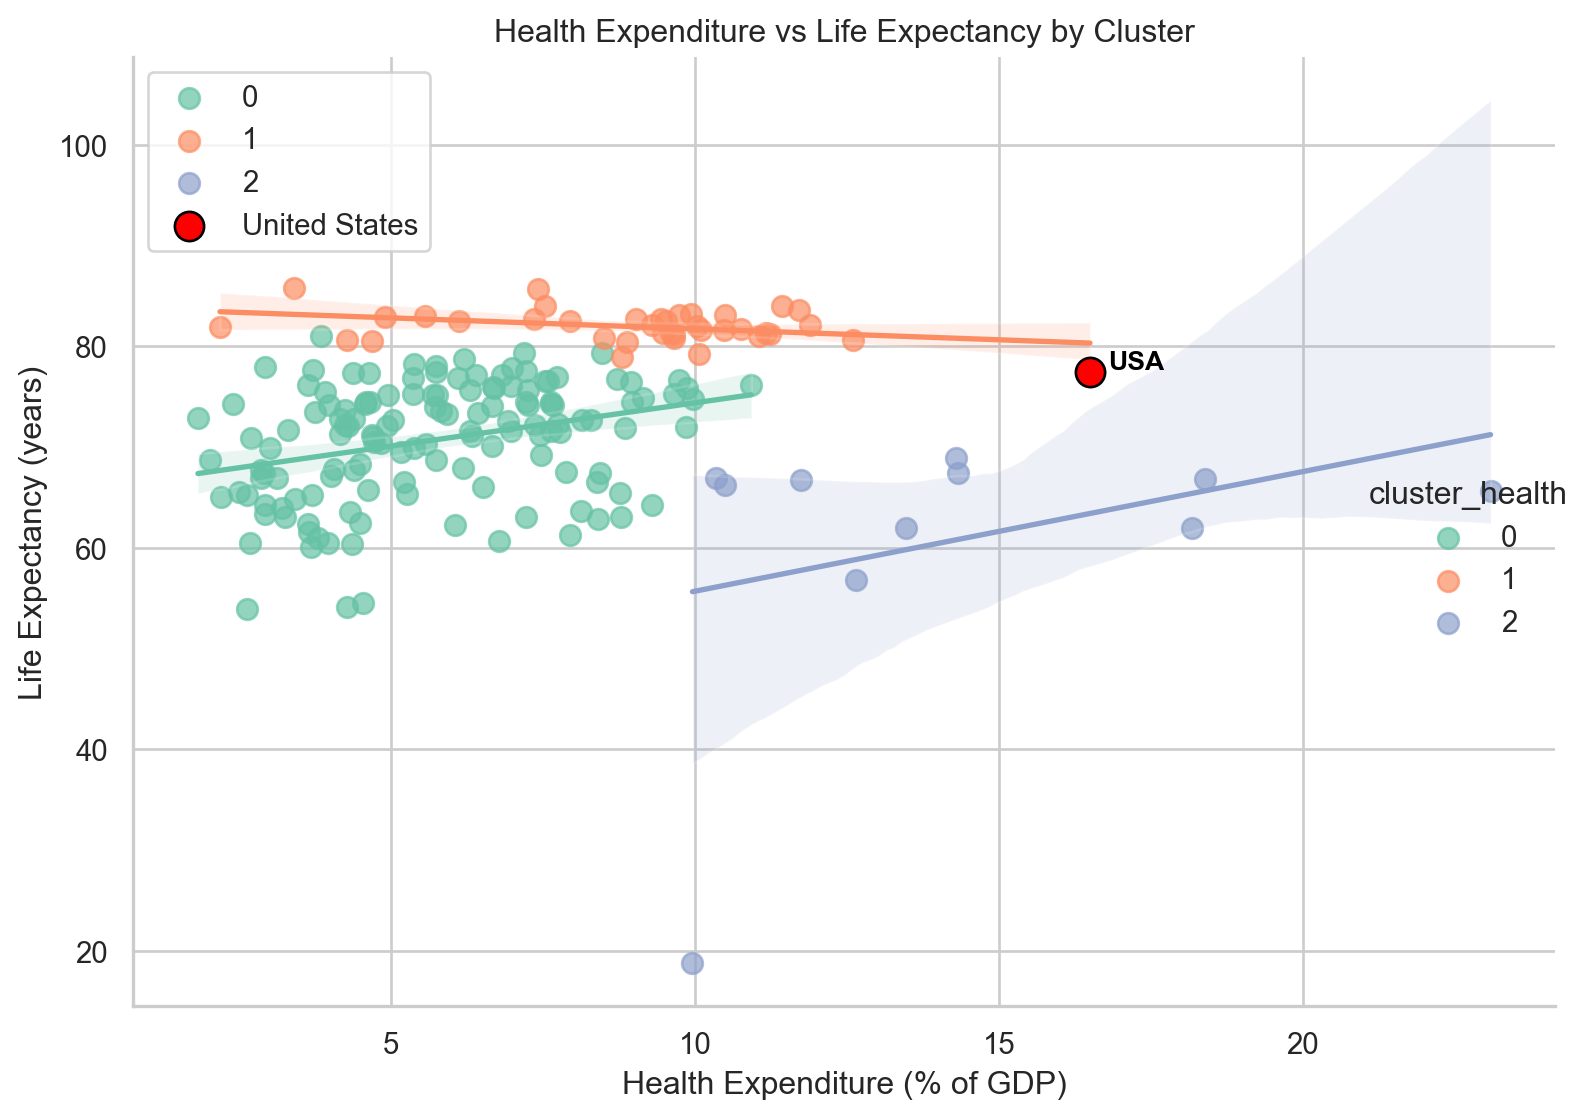 Health Expenditure vs Life Expectancy by Cluster
0
1
2
United States
100
80
60
40
20
Life Expectancy (years)
USA
cluster_health
0
1
2
5
10
15
20
Health Expenditure (% of GDP)